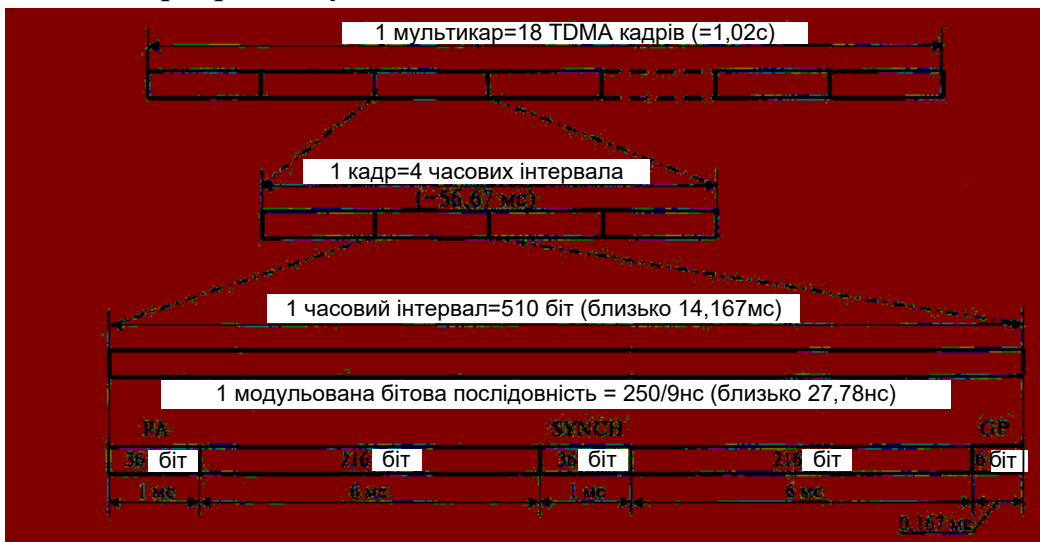 1 мультикар=18 TDMA кадрів (=1,02с)
1 кадр=4 часових інтервала
(~56,67 мс)
1 часовий інтервал=510 біт (близько 14,167мс)
1 модульована бітова послідовність = 250/9нс (близько 27,78нс)
PA SYNCH GP
36 біт 216 біт 36 біт 216 біт 6 біт
1 мс 6 мс 1 мс 6 мс
0,167 мс